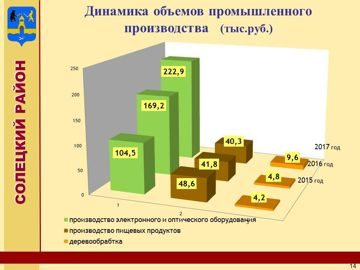 Динамика объемов промышленного
производства (тыс.руб.)
СОЛЕЦКИЙ РАЙОН
250
200
150
100
50
0
222,9
169,2
104,5
40,3
41,8
48,6
9,6
4,8
4,2
2017 год
2016 год
2015 год
1
2
производство электронного и оптического оборудования
производство пищевых продуктов
деревообрабтка
14